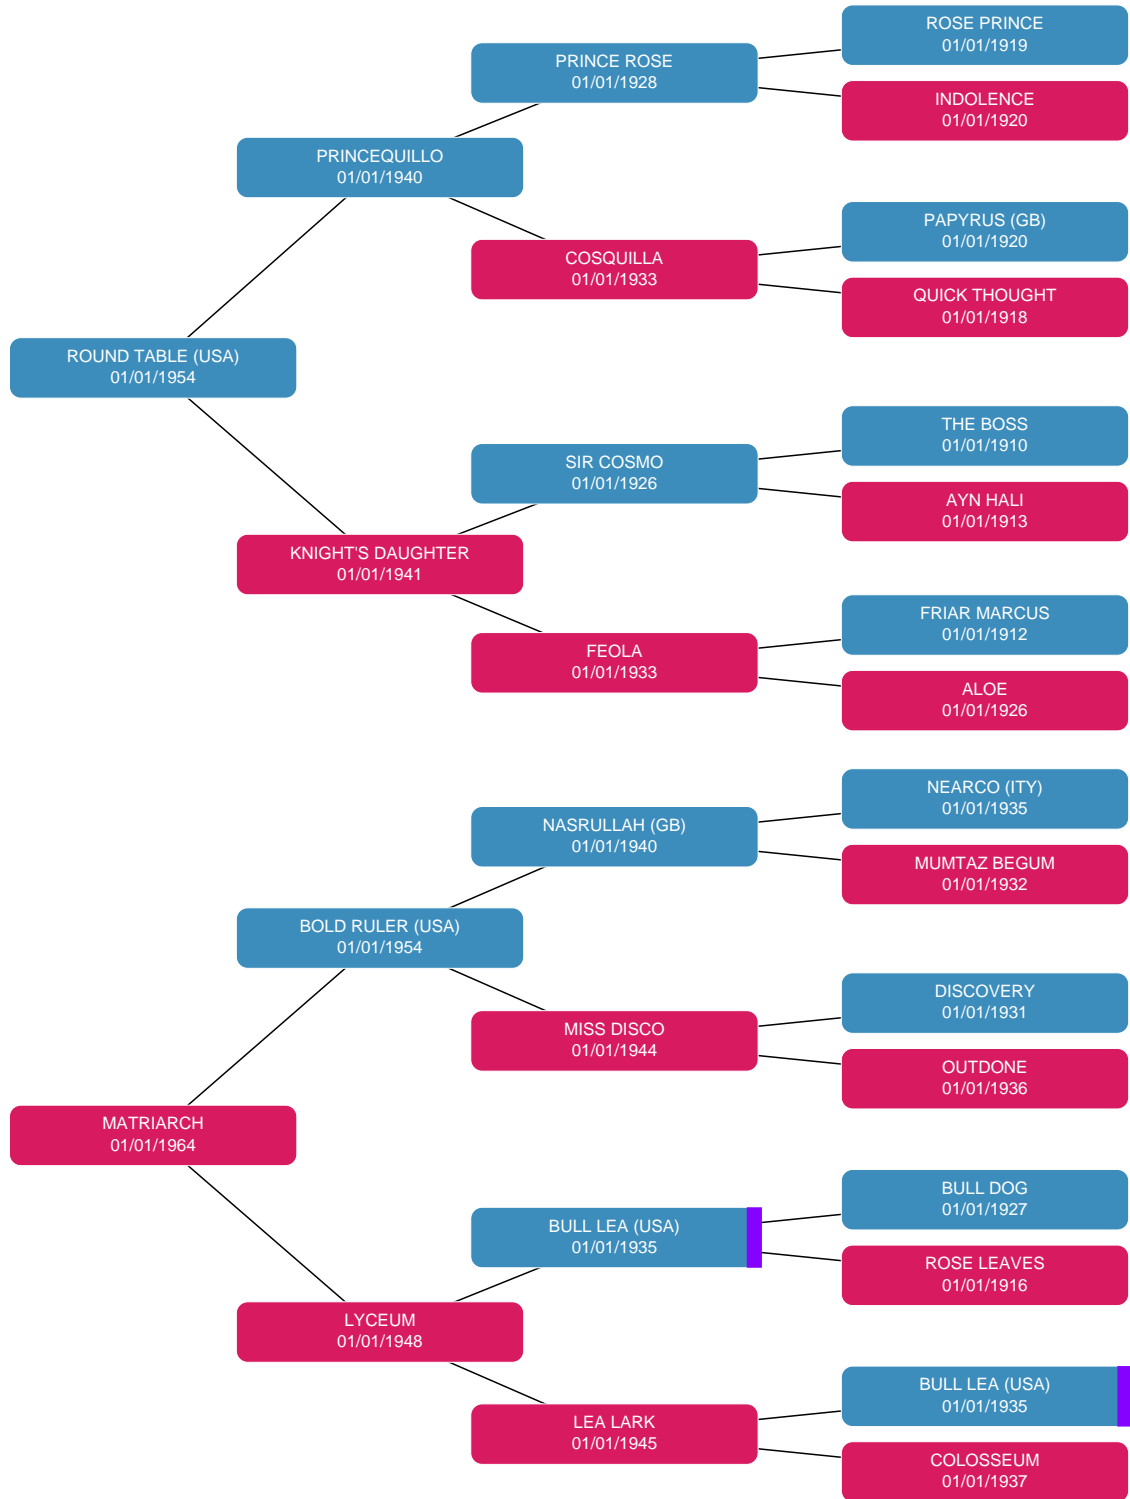 ROSE PRINCE
01/01/1919
PRINCE ROSE
01/01/1928
INDOLENCE
01/01/1920
PRINCEQUILLO
01/01/1940
PAPYRUS (GB)
01/01/1920
COSQUILLA
01/01/1933
QUICK THOUGHT
01/01/1918
ROUND TABLE (USA)
01/01/1954
THE BOSS
01/01/1910
SIR COSMO
01/01/1926
AYN HALI
01/01/1913
KNIGHT'S DAUGHTER
01/01/1941
FRIAR MARCUS
01/01/1912
FEOLA
01/01/1933
ALOE
01/01/1926
NEARCO (ITY)
01/01/1935
NASRULLAH (GB)
01/01/1940
MUMTAZ BEGUM
01/01/1932
BOLD RULER (USA)
01/01/1954
DISCOVERY
01/01/1931
MISS DISCO
01/01/1944
OUTDONE
01/01/1936
MATRIARCH
01/01/1964
BULL DOG
01/01/1927
BULL LEA (USA)
01/01/1935
ROSE LEAVES
01/01/1916
LYCEUM
01/01/1948
BULL LEA (USA)
01/01/1935
LEA LARK
01/01/1945
COLOSSEUM
01/01/1937